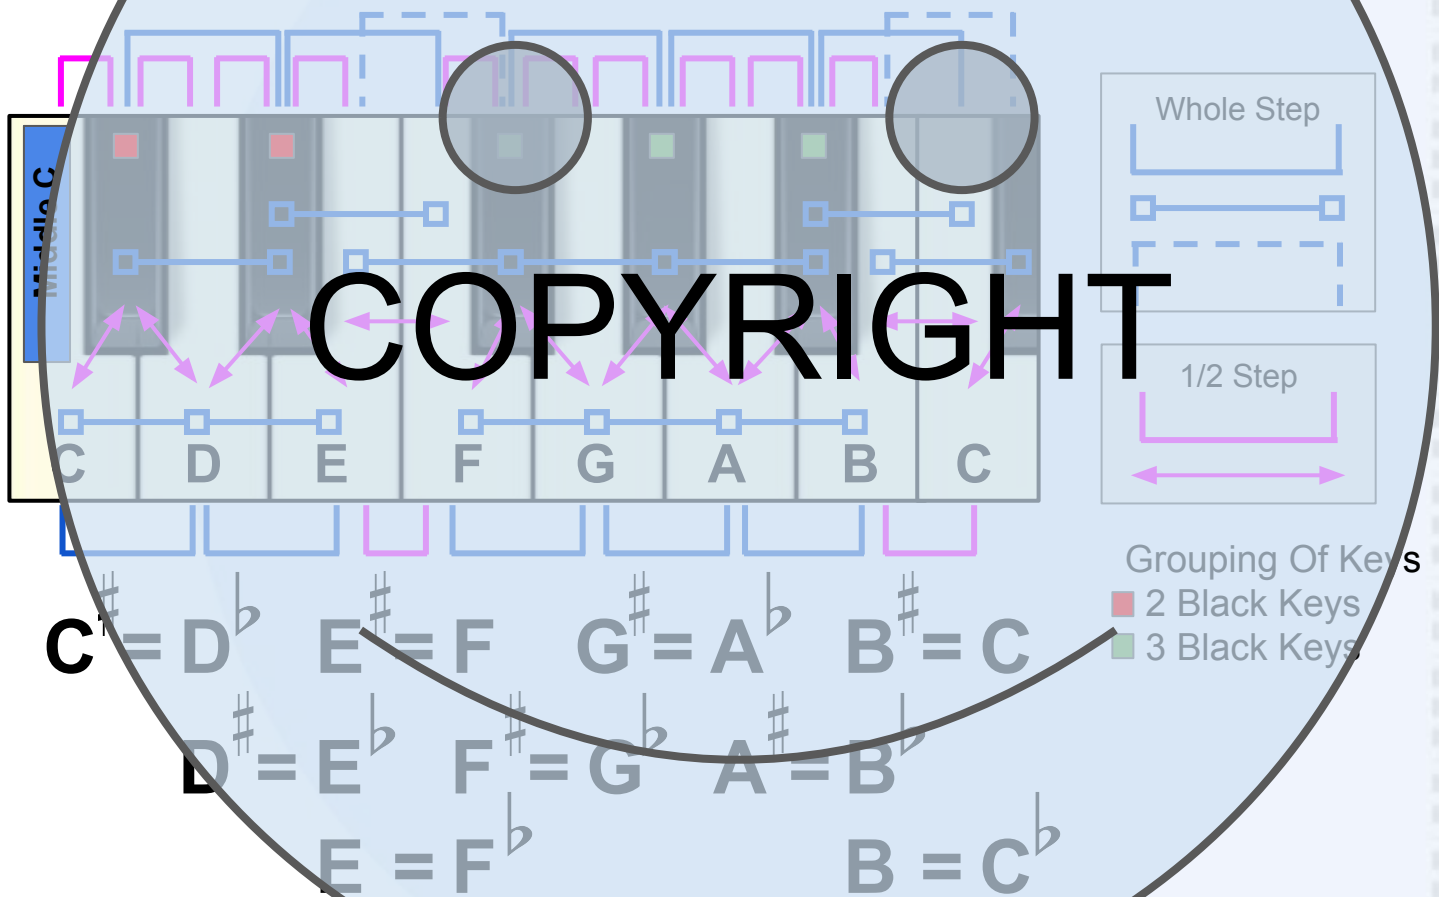 Whole Step
Middle C
COPYRIGHT
1/2 Step
C D E F G A B C
Grouping Of Keys
2 Black Keys
3 Black Keys
C♯ = D♭ E♯ = F G♯ = A♭ B♯ = C
D♯ = E♭ F♯ = G♭ A♯ = B♭
E = F♭ B = C♭